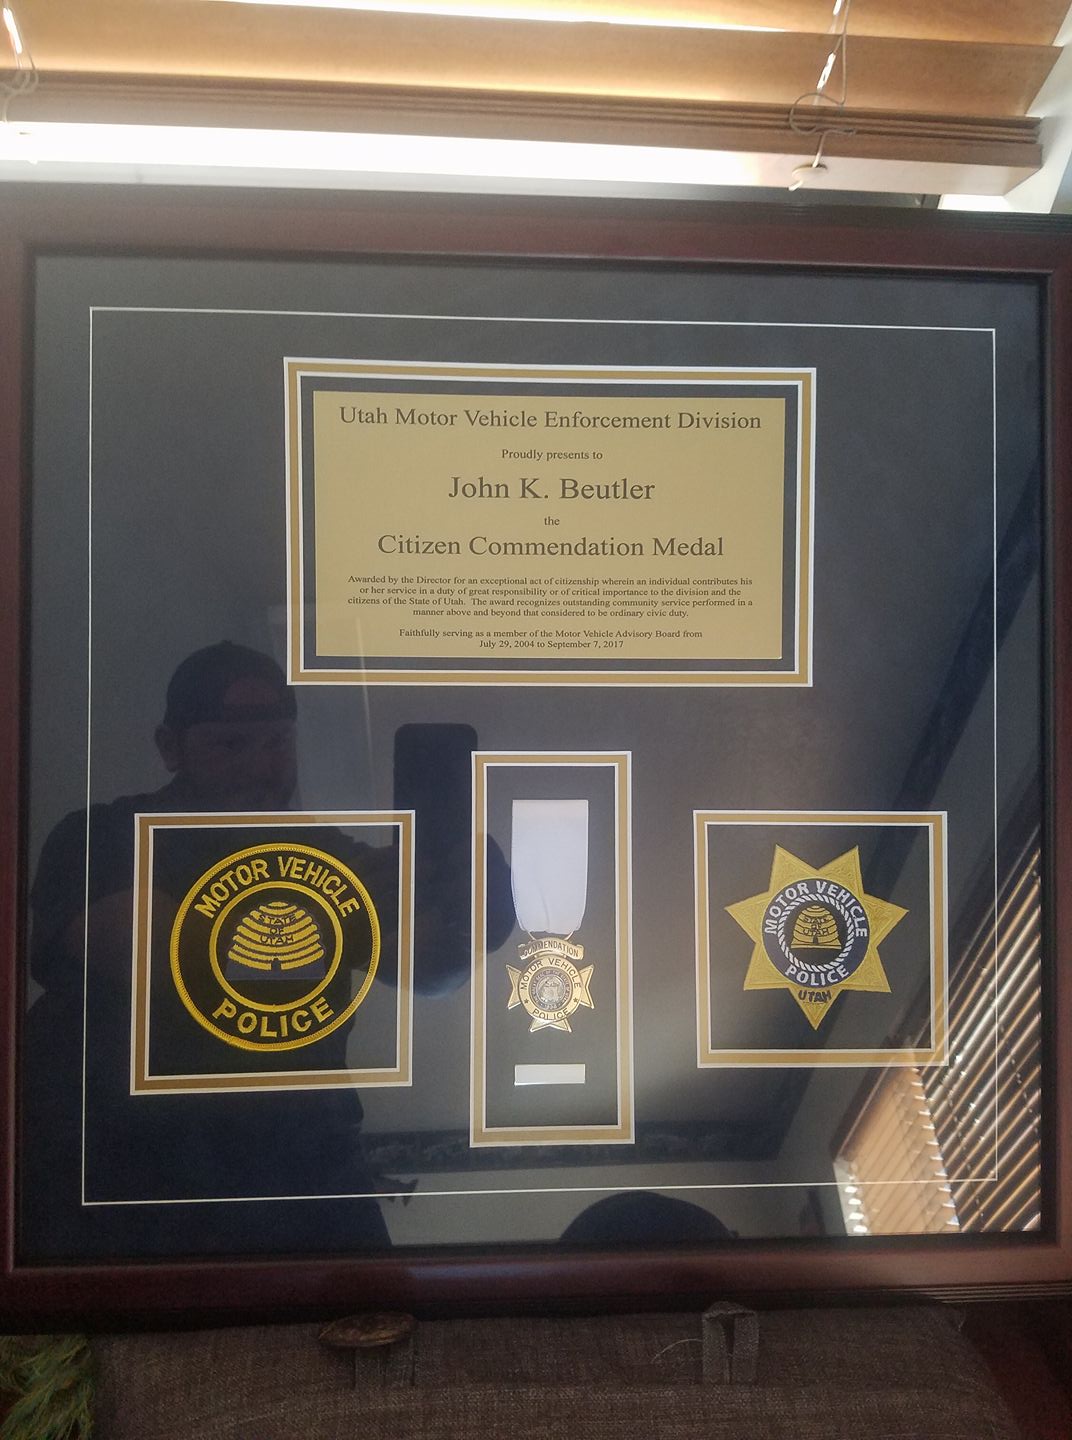 Utah Motor Vehicle Enforcement Division
Proudly presents to
John K. Beutler
the
Citizen Commendation Medal
Awarded by the Director for an exceptional act of citizenship wherein an individual contributes his
or her service in a duty of great responsibility or of critical importance to the division and the
citizens of the State of Utah. The award recognizes outstanding community service performed in a
manner above and beyond that considered to be ordinary civic duty.
Faithfully serving as a member of the Motor Vehicle Advisory Board from
July 29, 2004 to September 7, 2017
MOTOR VEHICLE
STATE
OF
UTAH
POLICE
COMMENDATION
MOTOR VEHICLE
POLICE
MOTOR VEHICLE
STATE
OF
UTAH
POLICE
UTAH